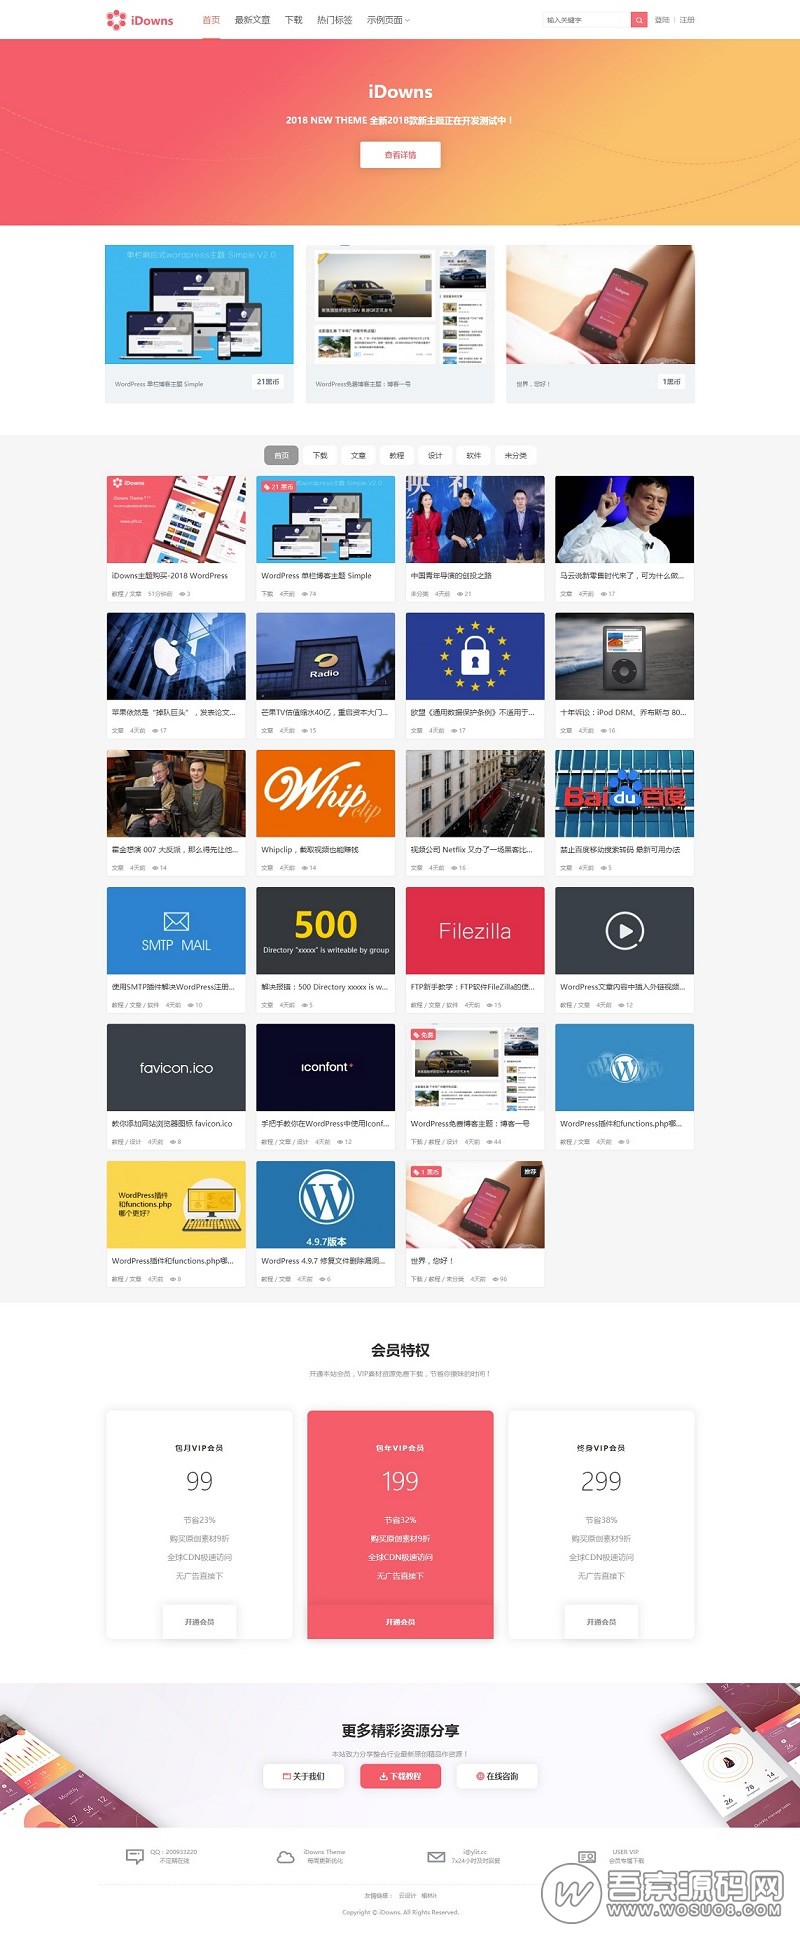 iDowns
首页 最新文章 下载 热门标签 示例页面
输入关键字
登陆 | 注册
iDowns
2018 NEW THEME 全新2018款新主题正在开发测试中！
查看详情
单栏响应式wordpress主题 Simple V2.0
WordPress 单栏博客主题 Simple
21黑币
WordPress免费博客主题：博客一号
世界，您好！
1黑币
首页 下载 文章 教程 设计 软件 未分类
iDowns
iDowns主题购买-2018 WordPress
教程 / 文章 51分钟前 3
21 黑币
WordPress 单栏博客主题 Simple
下载 4天前 74
中国青年导演的创投之路
未分类 4天前 21
马云说新零售时代来了，可为什么做...
文章 4天前 17
苹果依然是“掉队巨头”，发表论文...
文章 4天前 17
Radio
芒果TV估值缩水40亿，重启资本大门...
文章 4天前 15
欧盟《通用数据保护条例》不适用于...
文章 4天前 17
十年诉讼：iPod DRM、乔布斯与 80...
文章 4天前 16
霍金想演 007 大反派，那么得先让他...
文章 4天前 14
Whip clip
Whipclip，截取视频也能赚钱
文章 4天前 14
视频公司 Netflix 又办了一场黑客比...
文章 4天前 16
Baidu百度
禁止百度移动搜索转码 最新可用办法
文章 4天前 5
SMTP MAIL
使用SMTP插件解决WordPress注册...
教程 / 文章 / 软件 4天前 10
500
Directory "xxxxx" is writeable by group
解决报错：500 Directory xxxxx is w...
文章 4天前 5
Filezilla
FTP新手教学：FTP软件FileZilla的使...
教程 / 文章 / 软件 4天前 15
WordPress文章内容中插入外链视频...
教程 / 文章 4天前 12
favicon.ico
教你添加网站浏览器图标 favicon.ico
教程 / 设计 4天前 8
iconfont+
手把手教你在WordPress中使用Iconf...
教程 / 文章 / 设计 4天前 12
免费
WordPress免费博客主题：博客一号
下载 / 教程 / 设计 4天前 44
WordPress插件和functions.php哪...
教程 / 文章 4天前 9
WordPress插件
和functions.php
哪个更好?
WordPress插件和functions.php哪...
教程 / 文章 4天前 8
4.9.7版本
WordPress 4.9.7 修复文件删除漏洞...
教程 / 文章 4天前 6
1 黑币
推荐
世界，您好！
下载 / 教程 / 未分类 4天前 96
会员特权
开通本站会员，VIP素材资源免费下载，节省你撩妹的时间！
包月VIP会员
99
节省23%
购买原创素材9折
全球CDN极速访问
无广告直接下
开通会员
包年VIP会员
199
节省32%
购买原创素材9折
全球CDN极速访问
无广告直接下
开通会员
终身VIP会员
299
节省38%
购买原创素材9折
全球CDN极速访问
无广告直接下
开通会员
更多精彩资源分享
本站致力分享整合行业最新原创精品作资源！
关于我们 下载教程 在线咨询
March
Monthly
QQ：200933220
不定期在线
iDowns Theme
每周更新优化
i@ylit.cc
7x24小时及时回复
USER VIP
会员专属下载
友情链接： 云设计 榆林it
Copyright © iDowns. All Rights Reserved.
吾索源码网
www.wosuo8.com